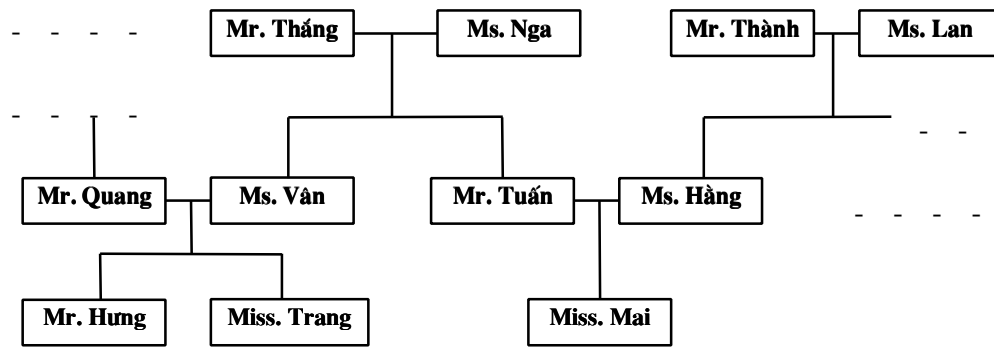 Mr. Thắng Ms. Nga Mr. Thành Ms. Lan
Mr. Quang Ms. Vân Mr. Tuấn Ms. Hằng
Mr. Hưng Miss. Trang Miss. Mai